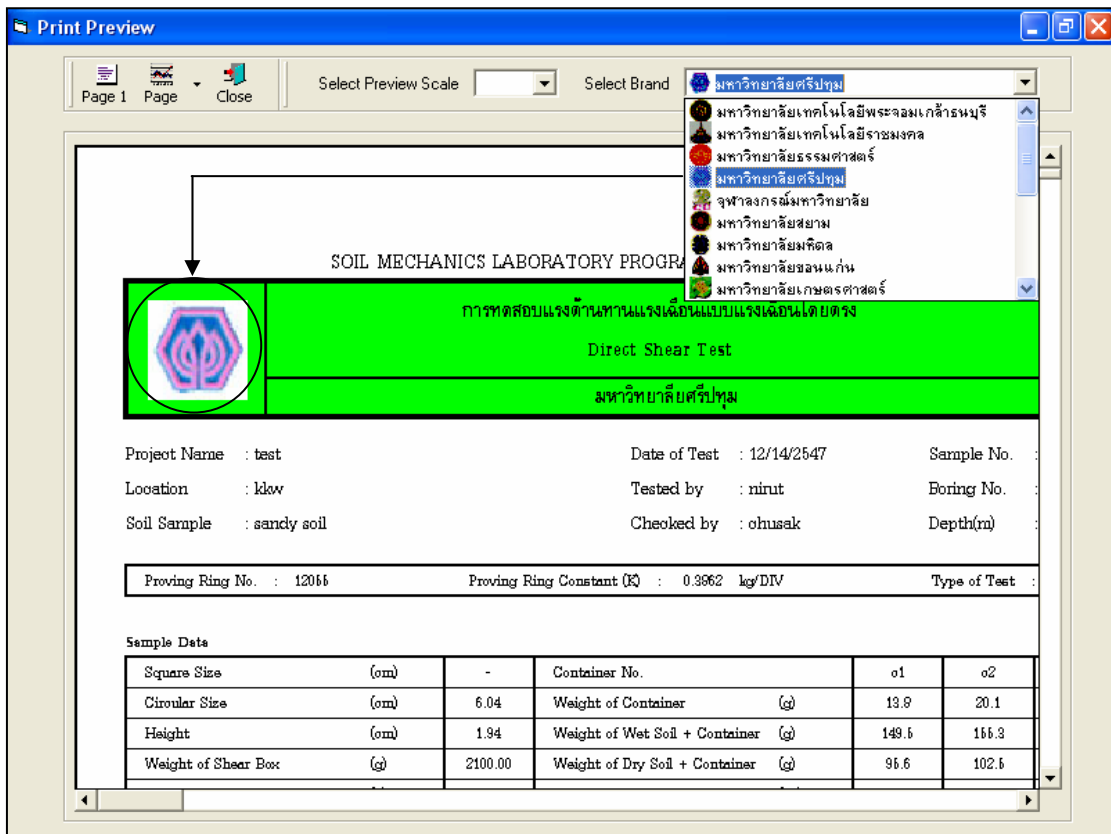 Print Preview
Page 1 Page Close Select Preview Scale Select Brand มหาวิทยาลัยศรีปทุม
มหาวิทยาลัยเทคโนโลยีพระจอมเกล้าธนบุรี
มหาวิทยาลัยเทคโนโลยีราชมงคล
มหาวิทยาลัยธรรมศาสตร์
มหาวิทยาลัยศรีปทุม
จุฬาลงกรณ์มหาวิทยาลัย
มหาวิทยาลัยสยาม
มหาวิทยาลัยมหิดล
มหาวิทยาลัยขอนแก่น
มหาวิทยาลัยเกษตรศาสตร์
SOIL MECHANICS LABORATORY
การทดสอบแรงต้านทานแรงเฉือนแบบแรงเฉือนโดยตรง
Direct Shear Test
มหาวิทยาลัยศรีปทุม
Project Name : test Date of Test : 12/14/2547 Sample No. :
Location : kkw Tested by : nirut Boring No. :
Soil Sample : sandy soil Checked by : chusak Depth(m) :
Proving Ring No. : 12055 Proving Ring Constant (K) : 0.3962 kg/DIV Type of Test :
Sample Data
Square Size (cm) - Container No. c1 c2
Circular Size (cm) 6.04 Weight of Container (g) 13.9 20.1
Height (cm) 1.94 Weight of Wet Soil + Container (g) 149.5 155.3
Weight of Shear Box (g) 2100.00 Weight of Dry Soil + Container (g) 95.6 102.5